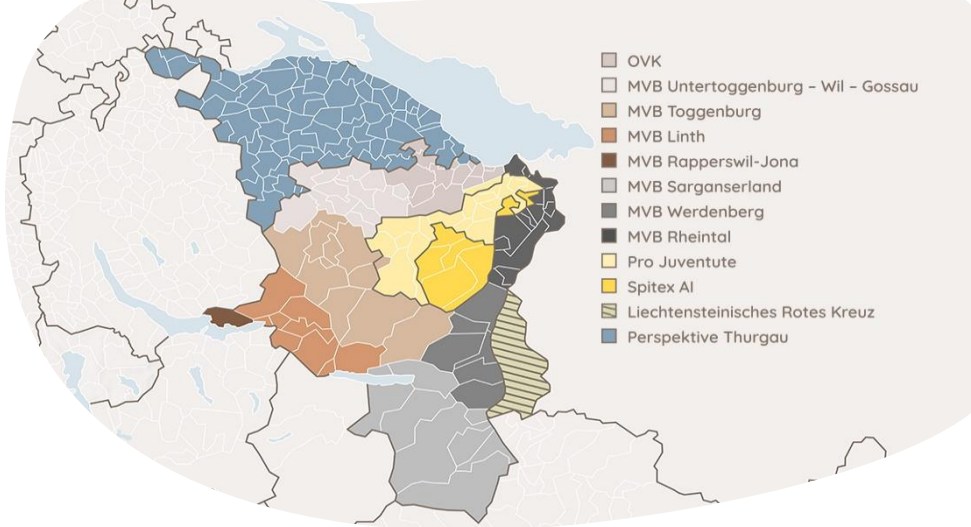 OVK
MVB Untertoggenburg – Wil – Gossau
MVB Toggenburg
MVB Linth
MVB Rapperswil-Jona
MVB Sarganserland
MVB Werdenberg
MVB Rheintal
Pro Juventute
Spitex AI
Liechtensteinisches Rotes Kreuz
Perspektive Thurgau